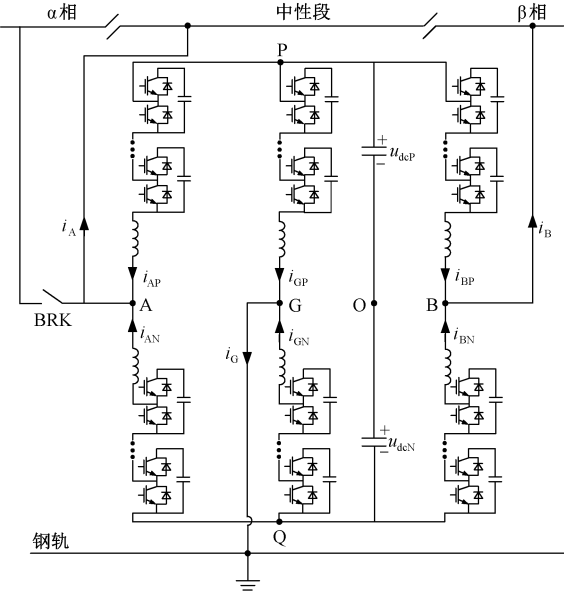 α相 中性段 β相
P
+
u_dcP
−
i_A i_B
i_AP i_GP i_BP
A G O B
BRK
i_AN i_G i_GN i_BN
+
u_dcN
−
Q
钢轨